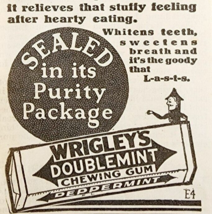 it relieves that stuffy feeling
after hearty eating.
Whitens teeth,
sweetens
breath and
it's the goody
that
L-a-s-t-s.
SEALED
in its
Purity
Package
WRIGLEY'S
DOUBLEMINT
CHEWING GUM
PEPPERMINT
E4